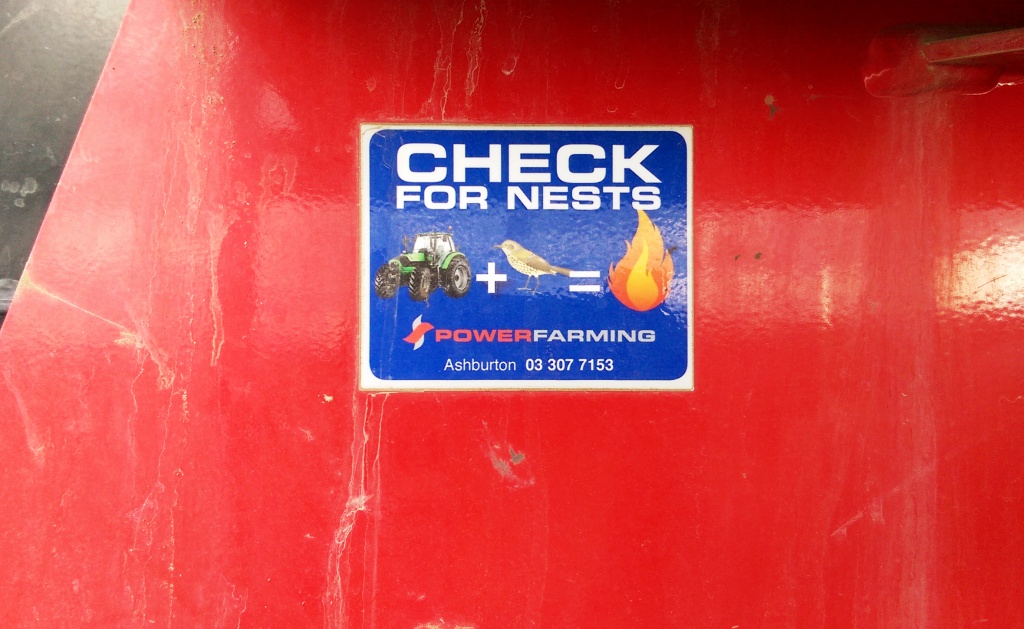 CHECK
FOR NESTS
+ =
POWERFARMING
Ashburton 03 307 7153